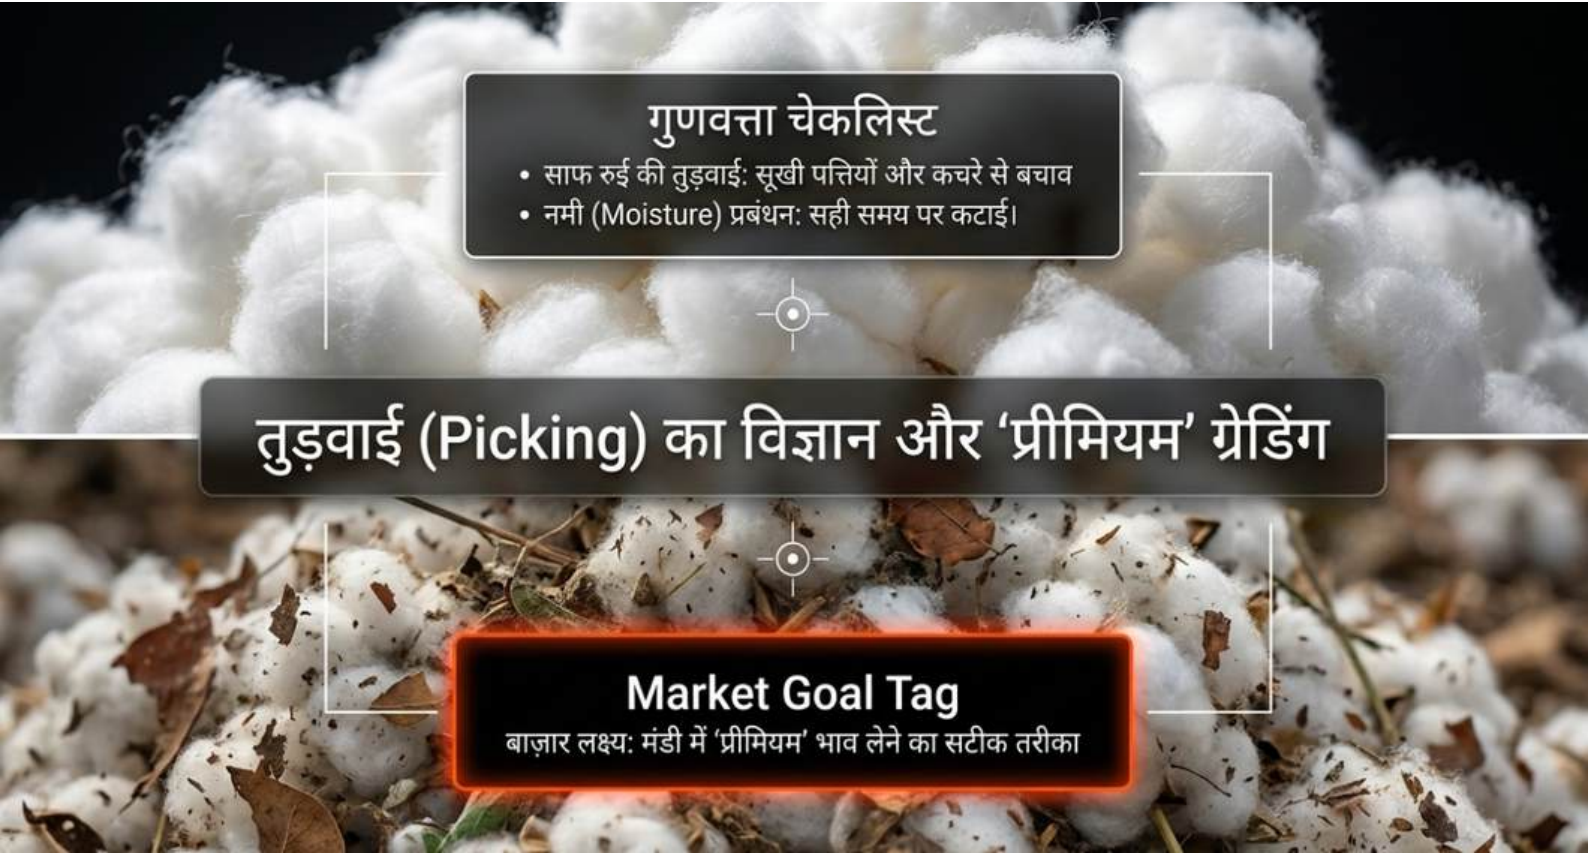 गुणवत्ता चेकलिस्ट
• साफ रुई की तुड़वाई: सूखी पत्तियों और कचरे से बचाव
• नमी (Moisture) प्रबंधन: सही समय पर कटाई।
तुड़वाई (Picking) का विज्ञान और ‘प्रीमियम’ ग्रेडिंग
Market Goal Tag
बाज़ार लक्ष्य: मंडी में ‘प्रीमियम’ भाव लेने का सटीक तरीका